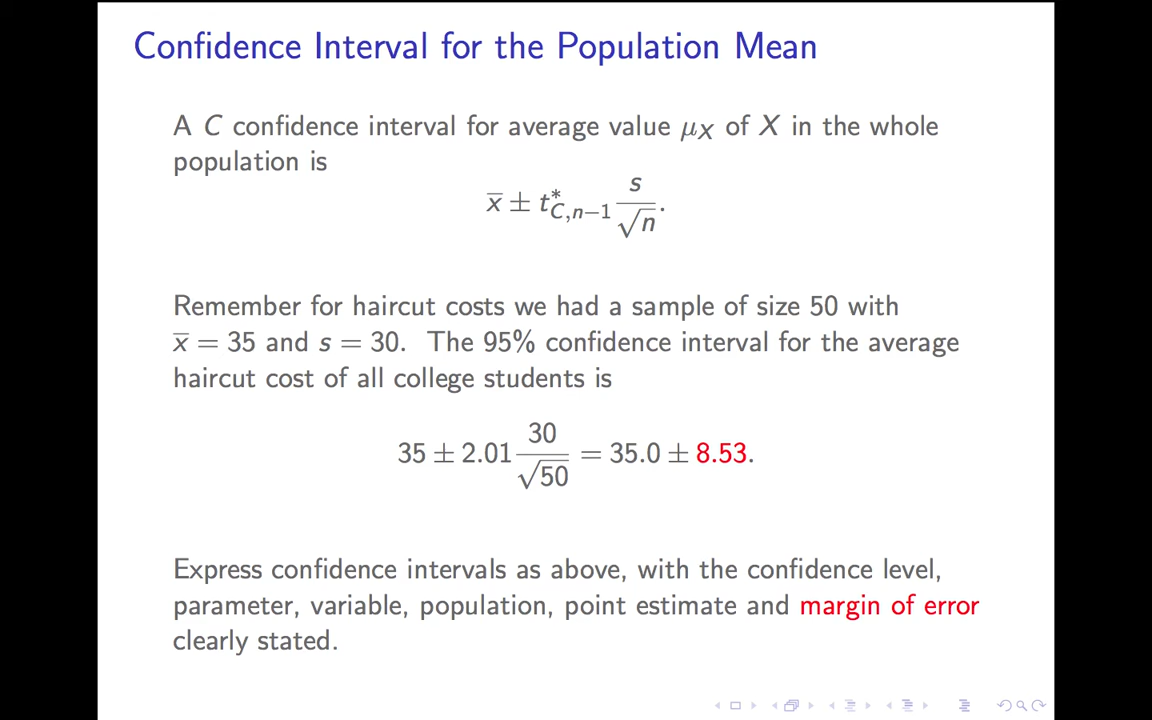 Confidence Interval for the Population Mean
A C confidence interval for average value μ_X of X in the whole
population is
x̄ ± t*_{C,n−1} s/√n.
Remember for haircut costs we had a sample of size 50 with
x̄ = 35 and s = 30. The 95% confidence interval for the average
haircut cost of all college students is
35 ± 2.01 30/√50 = 35.0 ± 8.53.
Express confidence intervals as above, with the confidence level,
parameter, variable, population, point estimate and margin of error
clearly stated.